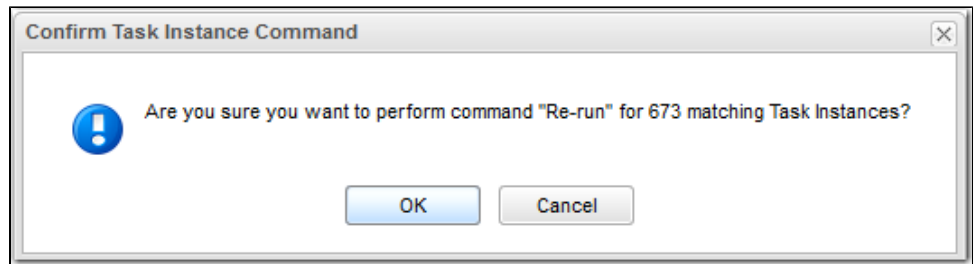 Confirm Task Instance Command
Are you sure you want to perform command "Re-run" for 673 matching Task Instances?
OK
Cancel